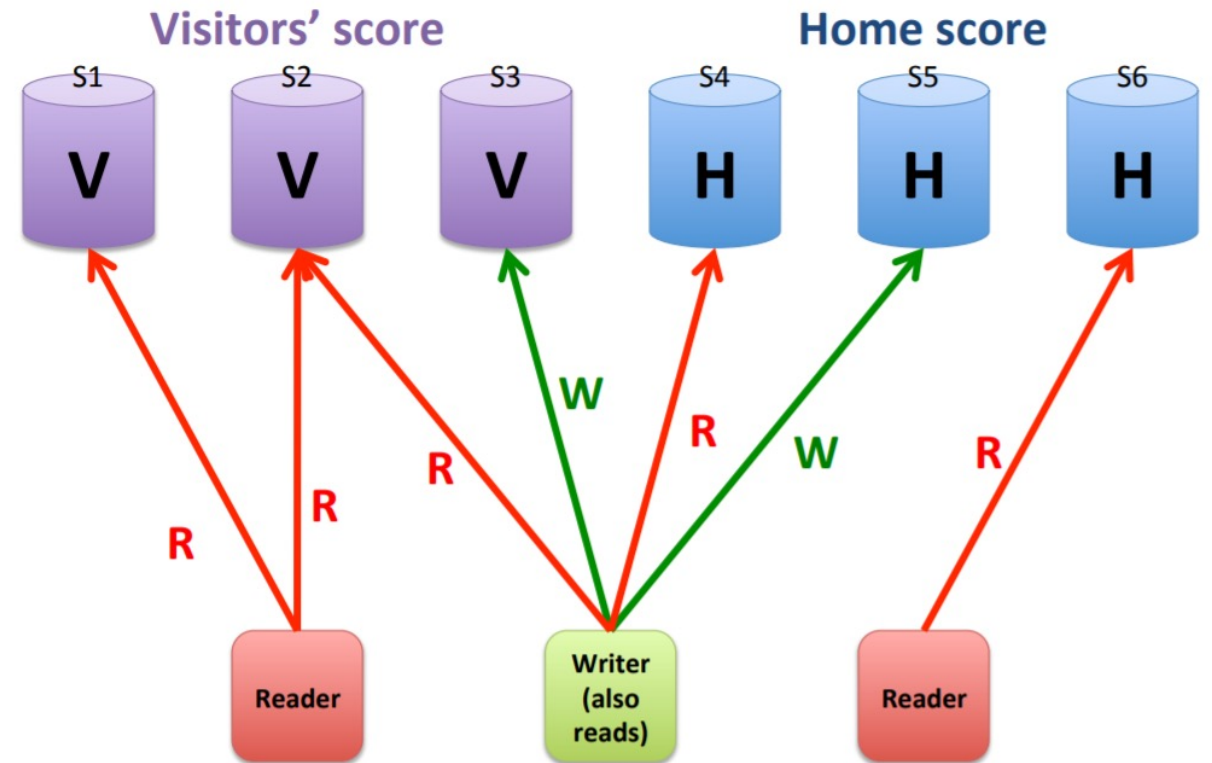 Visitors’ score
Home score
S1
S2
S3
S4
S5
S6
V
V
V
H
H
H
W
R
W
R
R
R
R
Reader
Writer
(also
reads)
Reader